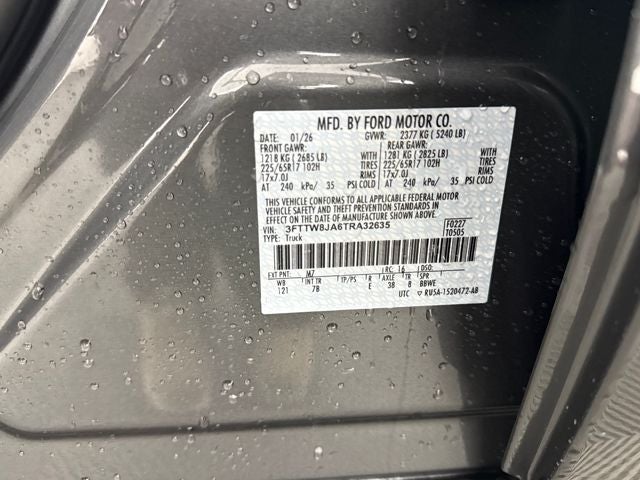 MFD. BY FORD MOTOR CO.
DATE: 01/26 GVWR: 2377 KG ( 5240 LB)
FRONT GAWR: REAR GAWR:
1218 KG ( 2685 LB) WITH 1281 KG ( 2825 LB) WITH
225/65R17 102H TIRES 225/65R17 102H TIRES
17x7.0J RIMS 17x7.0J RIMS
AT 240 kPa/ 35 PSI COLD AT 240 kPa/ 35 PSI COLD
THIS VEHICLE CONFORMS TO ALL APPLICABLE FEDERAL MOTOR
VEHICLE SAFETY AND THEFT PREVENTION STANDARDS IN
EFFECT ON THE DATE OF MANUFACTURE SHOWN ABOVE.
VIN: 3FTTW8JA6TRA32635 F0227
TYPE: Truck T0505
EXT PNT: M7 RC: 16 DSO:
WB INT TR TP/PS R AXLE TR SPR
121 7B E 38 8 BBWE
UTC ▽ RU5A-1520472-AB